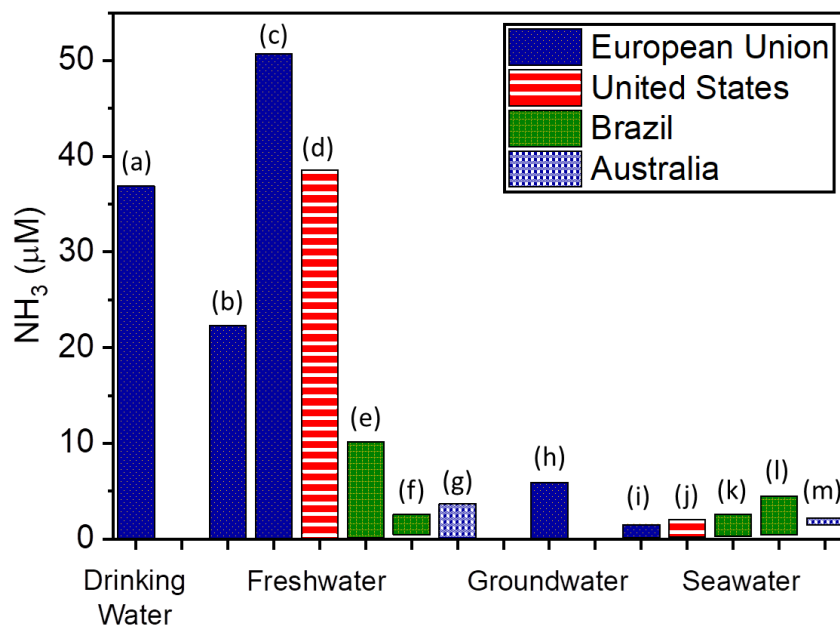 NH₃ (μM)
50
40
30
20
10
0
(a)
(b)
(c)
(d)
(e)
(f)
(g)
(h)
(i)
(j)
(k)
(l)
(m)
European Union
United States
Brazil
Australia
Drinking
Water
Freshwater
Groundwater
Seawater